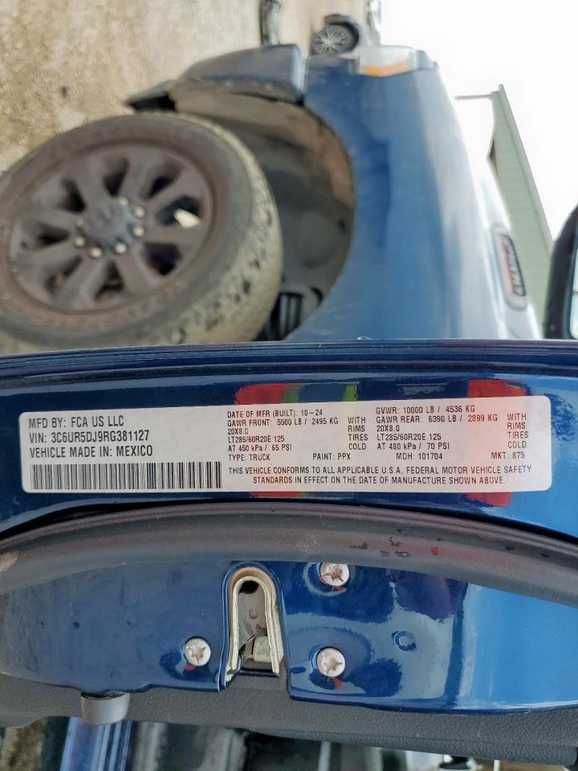 MFD BY: FCA US LLC
VIN: 3C6UR5DJ9RG381127
VEHICLE MADE IN: MEXICO
DATE OF MFR (BUILT): 10-24
GAWR FRONT: 5500 LB / 2495 KG WITH
20X8.0 RIMS
LT285/60R20E 125 TIRES
AT 450 kPa / 65 PSI COLD
TYPE: TRUCK PAINT: PPX
GVWR: 10000 LB / 4536 KG
GAWR REAR: 6390 LB / 2899 KG WITH
20X8.0 RIMS
LT285/60R20E 125 TIRES
AT 480 kPa / 70 PSI COLD
MDH: 101704 MKT: 875
THIS VEHICLE CONFORMS TO ALL APPLICABLE U.S.A. FEDERAL MOTOR VEHICLE SAFETY
STANDARDS IN EFFECT ON THE DATE OF MANUFACTURE SHOWN ABOVE.